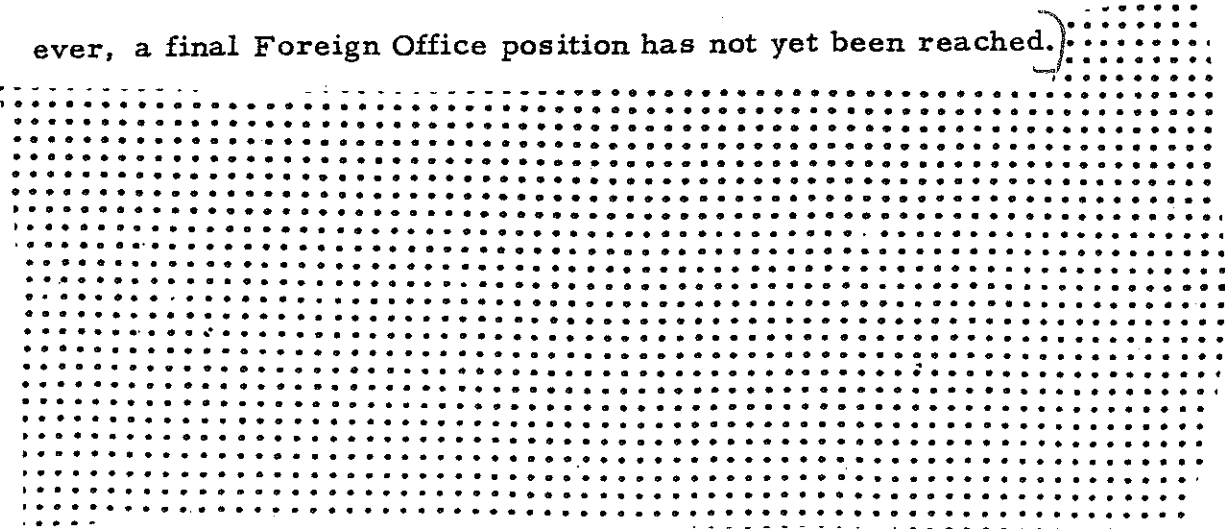 ever, a final Foreign Office position has not yet been reached.